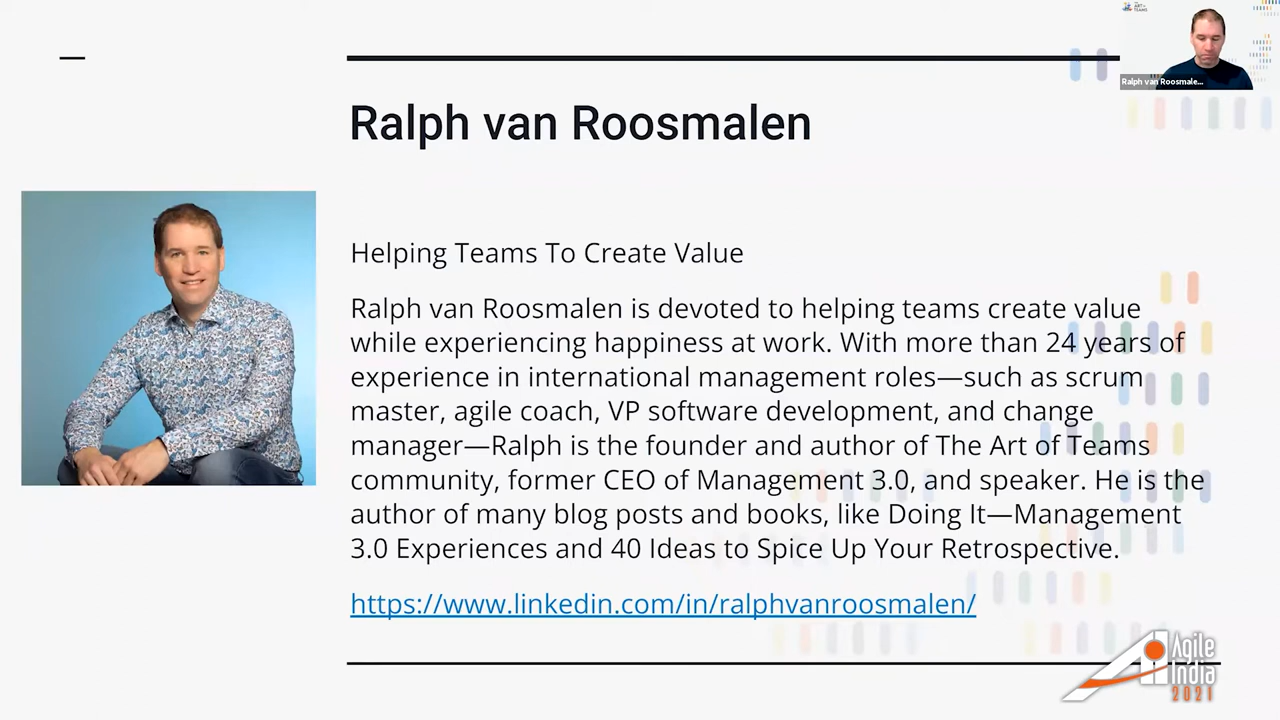 ART OF
TEAMS
Ralph van Roosmale...
Ralph van Roosmalen
Helping Teams To Create Value
Ralph van Roosmalen is devoted to helping teams create value
while experiencing happiness at work. With more than 24 years of
experience in international management roles—such as scrum
master, agile coach, VP software development, and change
manager—Ralph is the founder and author of The Art of Teams
community, former CEO of Management 3.0, and speaker. He is the
author of many blog posts and books, like Doing It—Management
3.0 Experiences and 40 Ideas to Spice Up Your Retrospective.
https://www.linkedin.com/in/ralphvanroosmalen/
Agile
India
2021